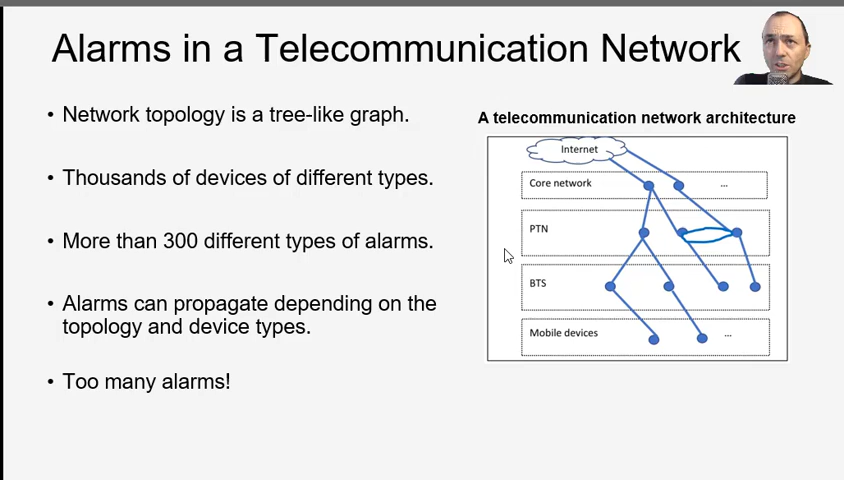 Alarms in a Telecommunication Network
• Network topology is a tree-like graph.
• Thousands of devices of different types.
• More than 300 different types of alarms.
• Alarms can propagate depending on the
topology and device types.
• Too many alarms!
A telecommunication network architecture
Internet
Core network
...
PTN
BTS
Mobile devices
...